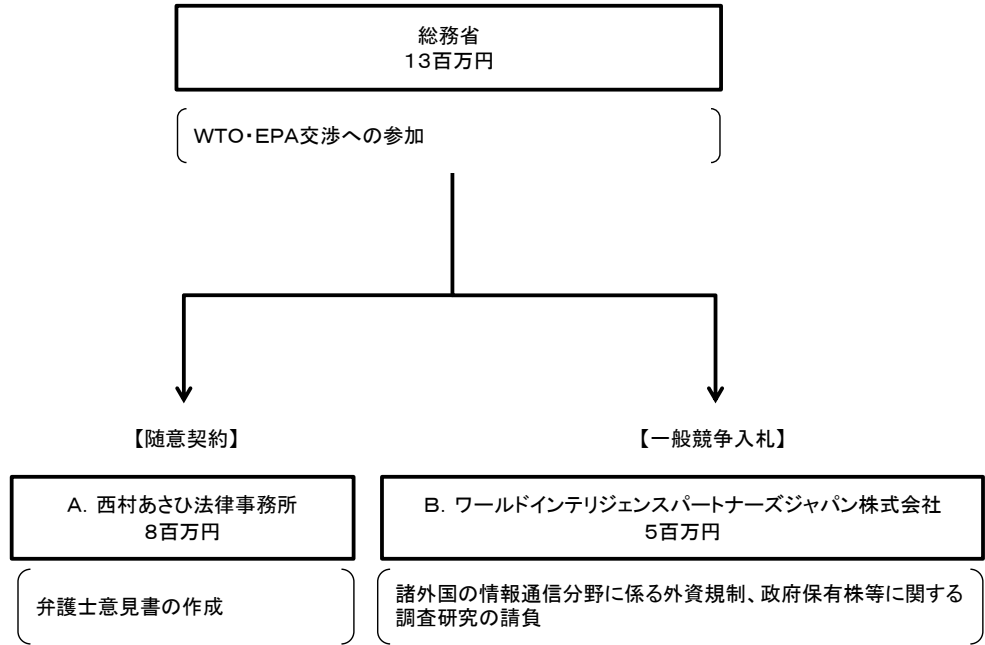 総務省
13百万円
WTO・EPA交渉への参加
【随意契約】
【一般競争入札】
A．西村あさひ法律事務所
8百万円
B．ワールドインテリジェンスパートナーズジャパン株式会社
5百万円
弁護士意見書の作成
諸外国の情報通信分野に係る外資規制、政府保有株等に関する
調査研究の請負